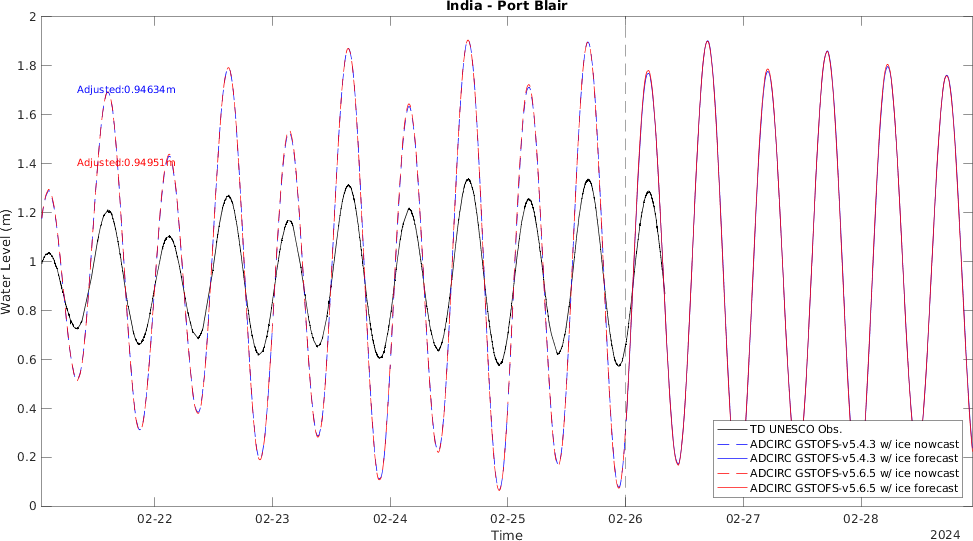 India - Port Blair
2
1.8
1.6
1.4
1.2
1
0.8
0.6
0.4
0.2
0
Water Level (m)
Adjusted:0.94634m
Adjusted:0.94951m
TD UNESCO Obs.
ADCIRC GSTOFS-v5.4.3 w/ ice nowcast
ADCIRC GSTOFS-v5.4.3 w/ ice forecast
ADCIRC GSTOFS-v5.6.5 w/ ice nowcast
ADCIRC GSTOFS-v5.6.5 w/ ice forecast
02-22 02-23 02-24 02-25 02-26 02-27 02-28
Time
2024